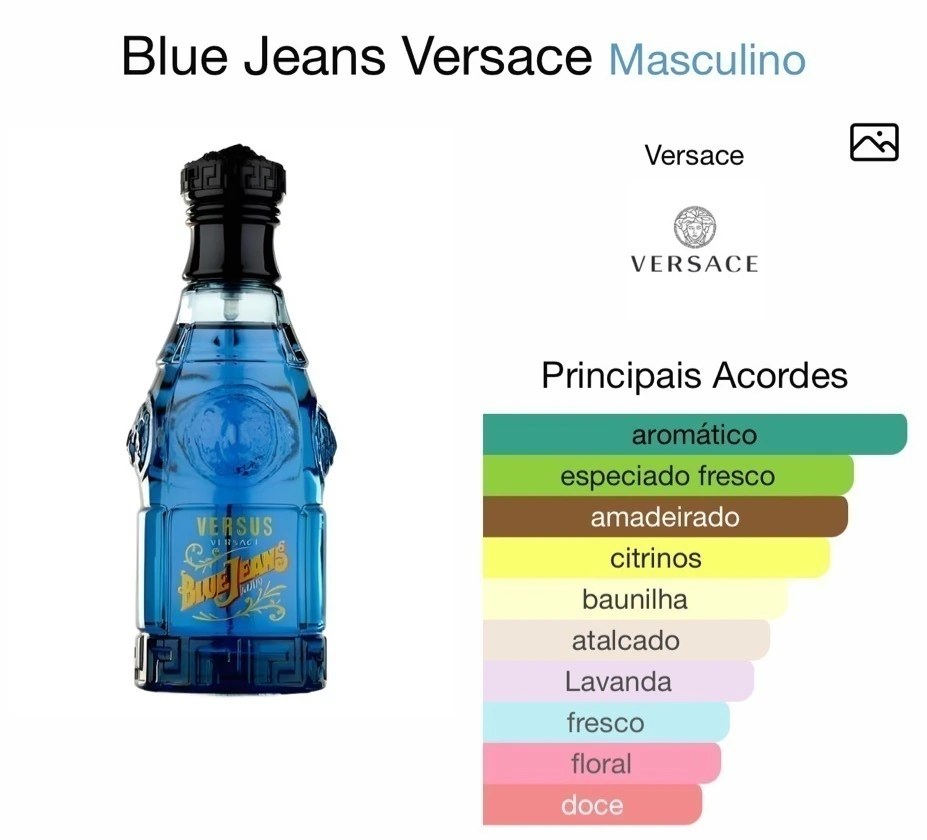 Blue Jeans Versace Masculino
Versace
VERSACE
Principais Acordes
aromático
especiado fresco
amadeirado
citrinos
baunilha
atalcado
Lavanda
fresco
floral
doce
VERSUS
VERSACE
BLUE JEANS